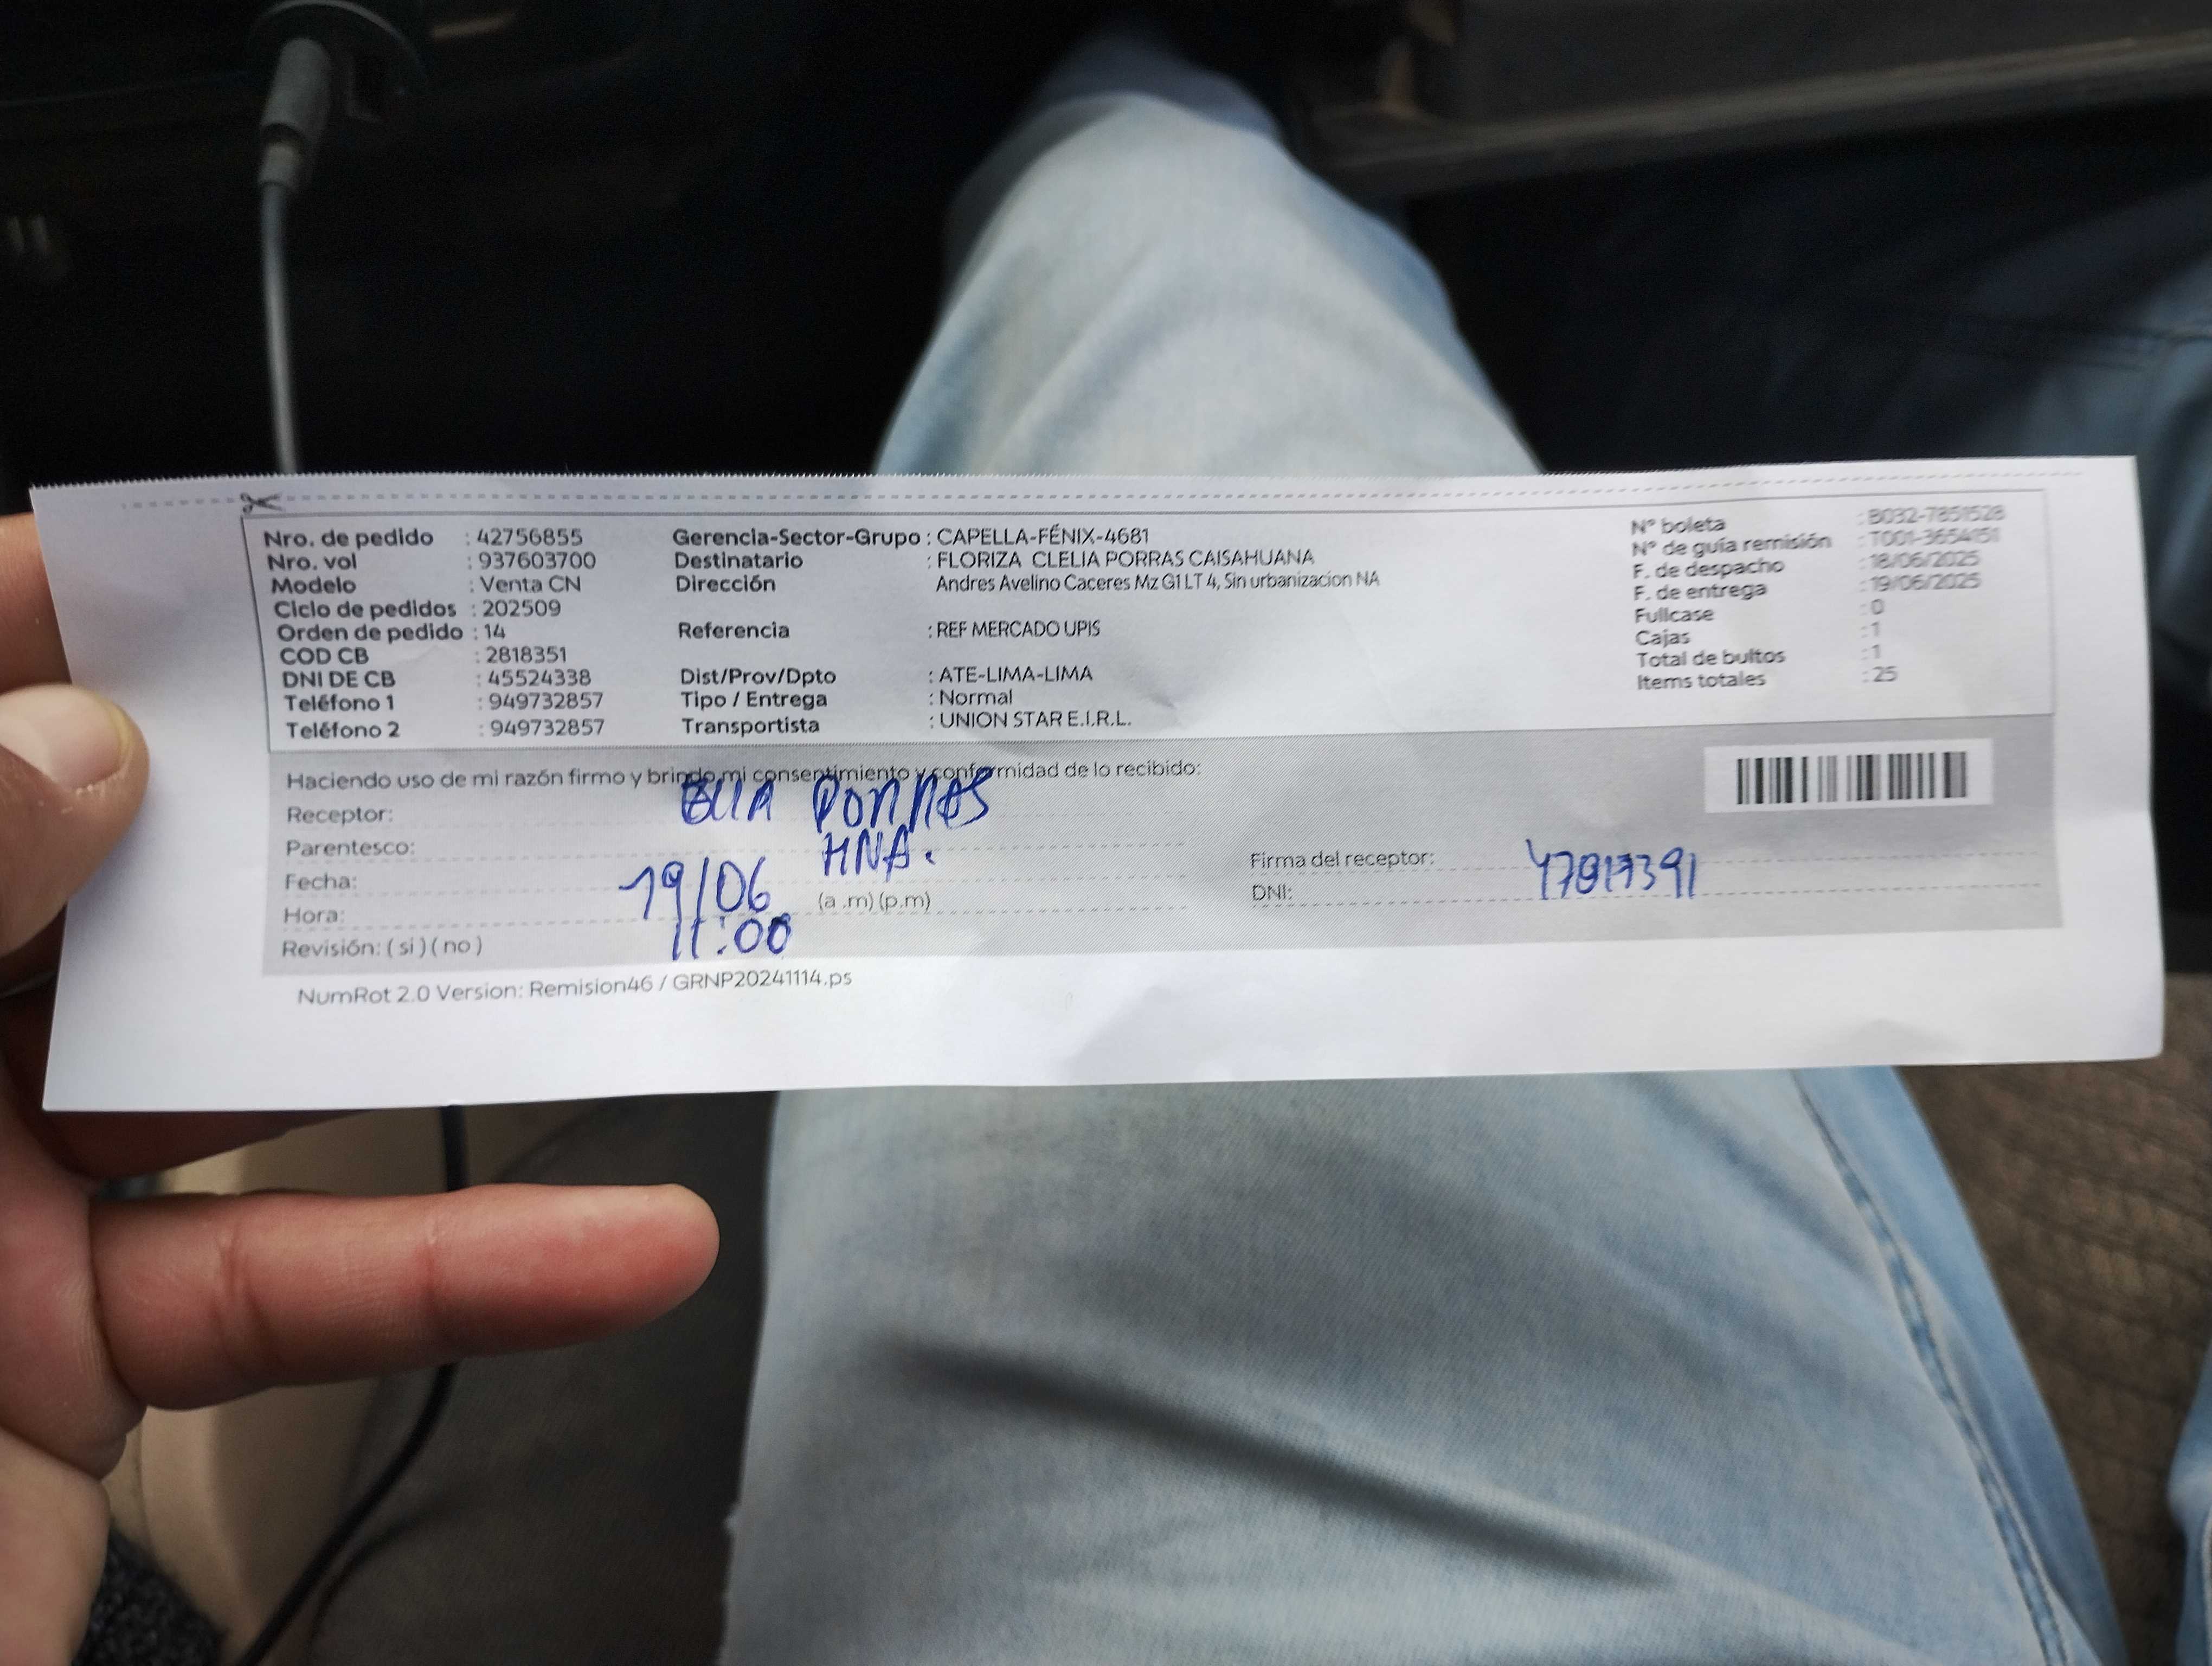 Nro. de pedido : 42756855
Nro. vol : 937603700
Modelo : Venta CN
Ciclo de pedidos : 202509
Orden de pedido : 14
COD CB : 2818351
DNI DE CB : 45524338
Teléfono 1 : 949732857
Teléfono 2 : 949732857
Gerencia-Sector-Grupo : CAPELLA-FÉNIX-4681
Destinatario : FLORIZA CLELIA PORRAS CAISAHUANA
Dirección Andres Avelino Caceres Mz G1 LT 4, Sin urbanizacion NA
Referencia : REF MERCADO UPIS
Dist/Prov/Dpto : ATE-LIMA-LIMA
Tipo / Entrega : Normal
Transportista : UNION STAR E.I.R.L.
N° boleta : B032-7851528
N° de guía remisión : T001-3654151
F. de despacho : 18/06/2025
F. de entrega : 19/06/2025
Fullcase : 0
Cajas : 1
Total de bultos : 1
Items totales : 25
Haciendo uso de mi razón firmo y brindo mi consentimiento y conformidad de lo recibido:
Receptor: PORRAS
Parentesco: HNA.
Fecha: 19/06
Hora: 11:00 (a .m) (p.m)
Revisión: ( si ) ( no )
Firma del receptor:
DNI:
NumRot 2.0 Version: Remision46 / GRNP20241114.ps